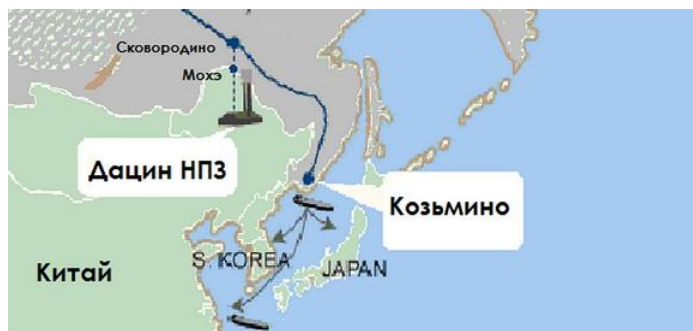 Сковородино
Мохэ
Дацин НПЗ
Козьмино
S. KOREA
JAPAN
Китай